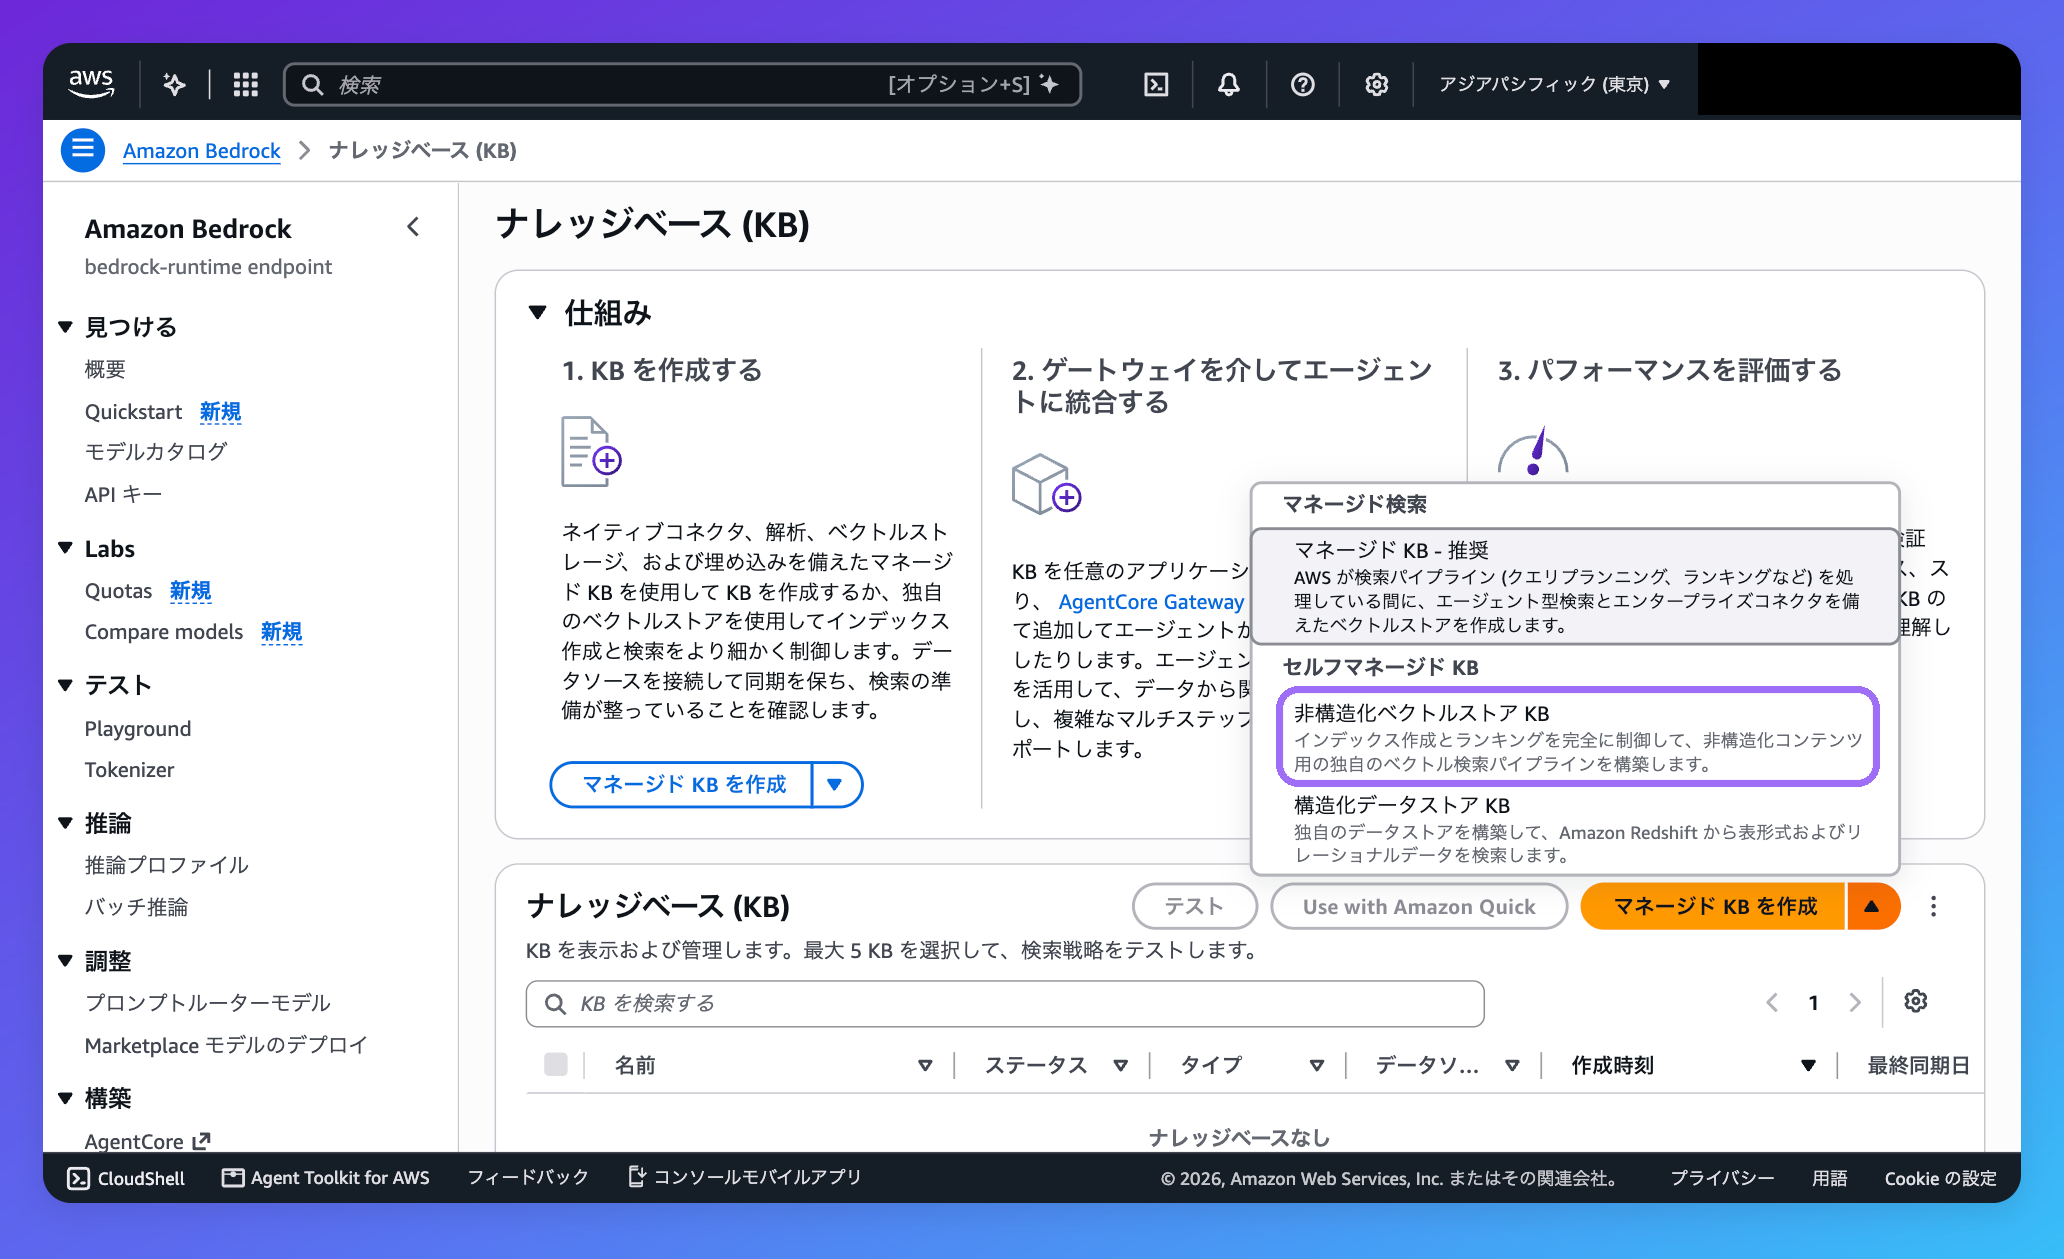 aws
検索
[オプション+S]
アジアパシフィック (東京) ▼
Amazon Bedrock
ナレッジベース (KB)
Amazon Bedrock
bedrock-runtime endpoint
見つける
概要
Quickstart 新規
モデルカタログ
API キー
Labs
Quotas 新規
Compare models 新規
テスト
Playground
Tokenizer
推論
推論プロファイル
バッチ推論
調整
プロンプトルーターモデル
Marketplace モデルのデプロイ
構築
AgentCore
ナレッジベース (KB)
仕組み
1. KB を作成する
ネイティブコネクタ、解析、ベクトルスト
レージ、および埋め込みを備えたマネージ
ド KB を使用して KB を作成するか、独自
のベクトルストアを使用してインデックス
作成と検索をより細かく制御します。デー
タソースを接続して同期を保ち、検索の準
備が整っていることを確認します。
マネージド KB を作成
2. ゲートウェイを介してエージェン
トに統合する
KB を任意のアプリケーシ
り、 AgentCore Gateway
て追加してエージェントか
したりします。エージェン
を活用して、データから関
し、複雑なマルチステップ
ポートします。
3. パフォーマンスを評価する
証
、ス
KB の
理解し
マネージド検索
マネージド KB - 推奨
AWS が検索パイプライン (クエリプランニング、ランキングなど) を処
理している間に、エージェント型検索とエンタープライズコネクタを備
えたベクトルストアを作成します。
セルフマネージド KB
非構造化ベクトルストア KB
インデックス作成とランキングを完全に制御して、非構造化コンテンツ
用の独自のベクトル検索パイプラインを構築します。
構造化データストア KB
独自のデータストアを構築して、Amazon Redshift から表形式およびリ
レーショナルデータを検索します。
ナレッジベース (KB)
テスト
Use with Amazon Quick
マネージド KB を作成
KB を表示および管理します。最大 5 KB を選択して、検索戦略をテストします。
KB を検索する
1
名前
ステータス
タイプ
データソ...
作成時刻
最終同期日
ナレッジベースなし
CloudShell
Agent Toolkit for AWS
フィードバック
コンソールモバイルアプリ
© 2026, Amazon Web Services, Inc. またはその関連会社。
プライバシー
用語
Cookie の設定